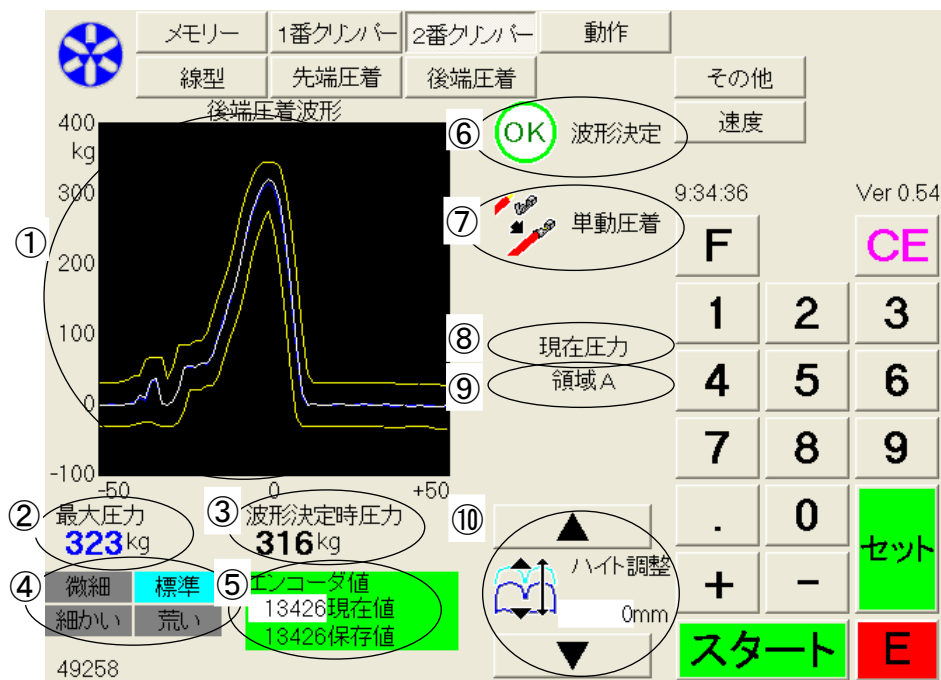 メモリー 1番クリンパー 2番クリンパー 動作
線型 先端圧着 後端圧着 その他
速度
後端圧着波形
400
kg
300
200
100
0
-100
-50 0 +50
①
⑥ OK 波形決定
⑦ 単動圧着
⑧ 現在圧力
⑨ 領域A
9:34:36 Ver 0.54
F CE
1 2 3
4 5 6
7 8 9
. 0 セット
+ -
スタート E
② 最大圧力
323kg
③ 波形決定時圧力
316kg
④ 微細 標準
細かい 荒い
⑤ エンコーダ値
13426現在値
13426保存値
⑩ ▲
ハイト調整
0mm
▼
49258